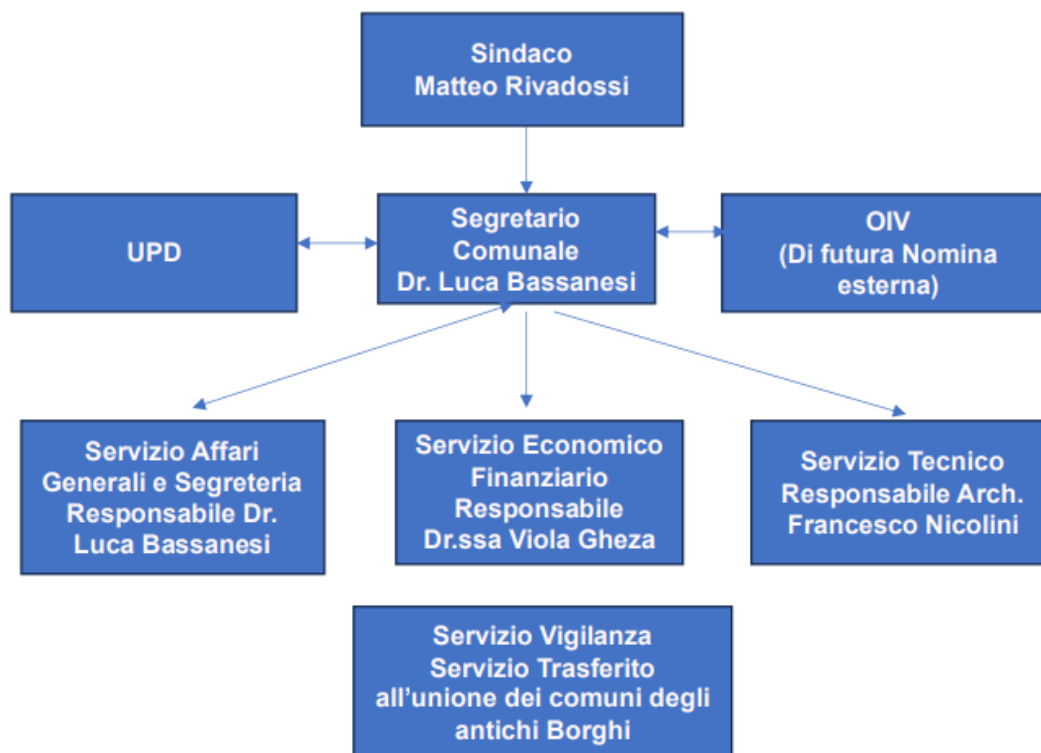 Sindaco
Matteo Rivadossi
UPD
Segretario
Comunale
Dr. Luca Bassanesi
OIV
(Di futura Nomina
esterna)
Servizio Affari
Generali e Segreteria
Responsabile Dr.
Luca Bassanesi
Servizio Economico
Finanziario
Responsabile
Dr.ssa Viola Gheza
Servizio Tecnico
Responsabile Arch.
Francesco Nicolini
Servizio Vigilanza
Servizio Trasferito
all’unione dei comuni degli
antichi Borghi